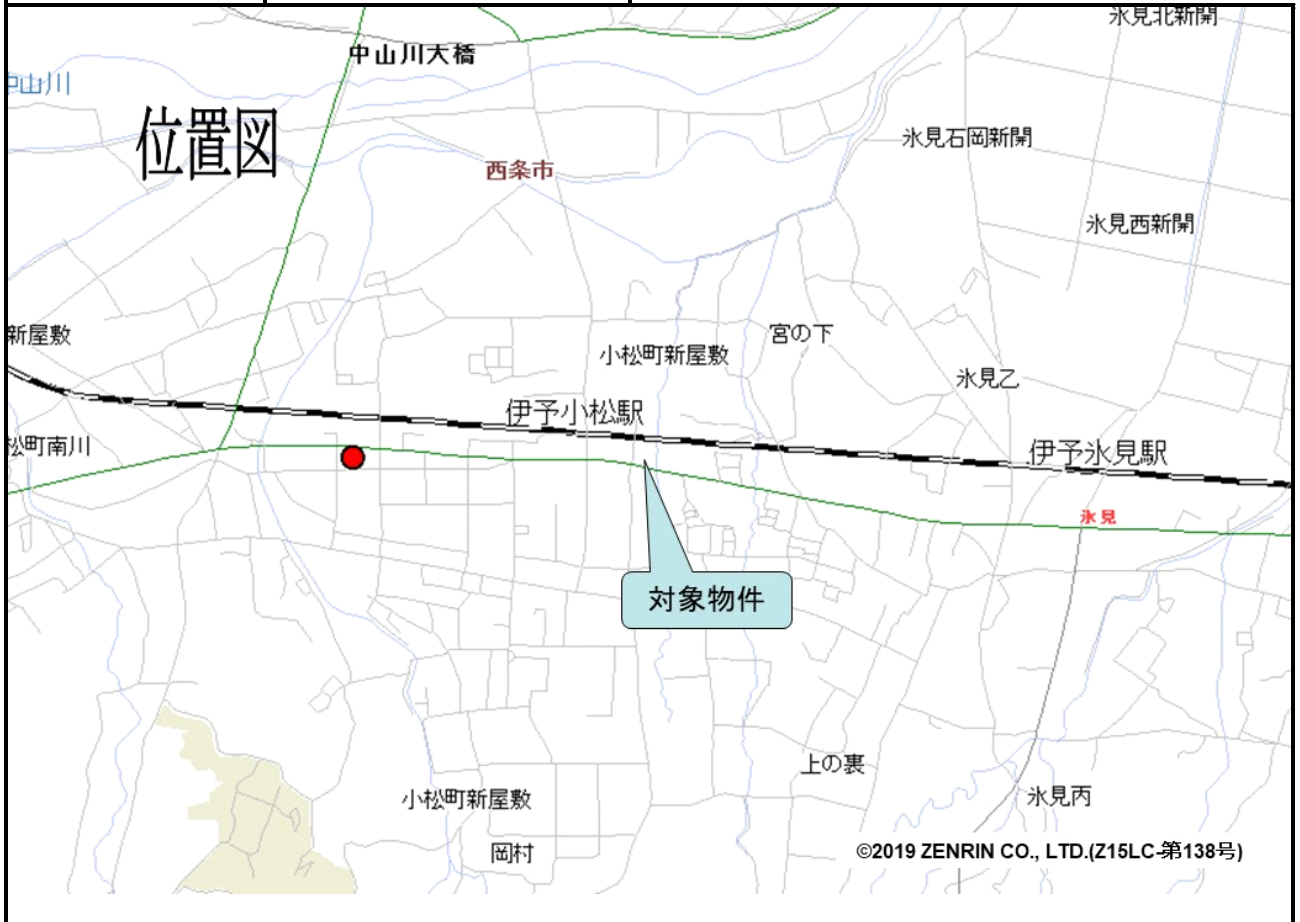 氷見北新開
中山川大橋
中山川
位置図
氷見石岡新開
西条市
氷見西新開
新屋敷
宮の下
小松町新屋敷
氷見乙
伊予小松駅
松町南川
伊予氷見駅
氷見
対象物件
上の裏
小松町新屋敷
氷見丙
岡村
©2019 ZENRIN CO., LTD.(Z15LC-第138号)